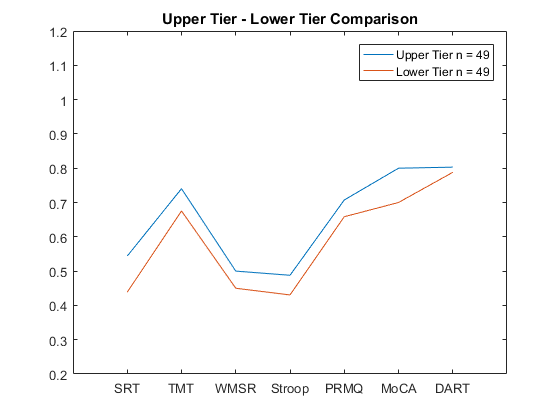 Upper Tier - Lower Tier Comparison
1.2
1.1
1
0.9
0.8
0.7
0.6
0.5
0.4
0.3
0.2
Upper Tier n = 49
Lower Tier n = 49
SRT TMT WMSR Stroop PRMQ MoCA DART